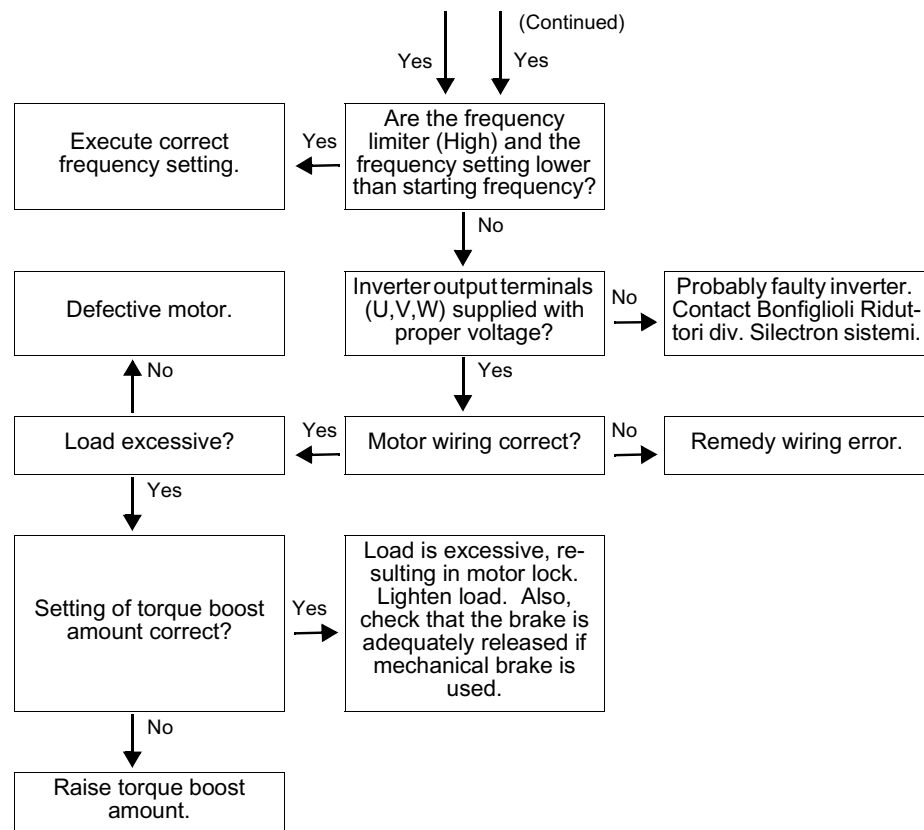 (Continued)
Yes
Yes
Execute correct
frequency setting.
Yes
Are the frequency
limiter (High) and the
frequency setting lower
than starting frequency?
No
Defective motor.
Inverter output terminals
(U,V,W) supplied with
proper voltage?
No
Probably faulty inverter.
Contact Bonfiglioli Ridut-
tori div. Silectron sistemi.
No
Yes
Load excessive?
Yes
Motor wiring correct?
No
Remedy wiring error.
Yes
Setting of torque boost
amount correct?
Yes
Load is excessive, re-
sulting in motor lock.
Lighten load. Also,
check that the brake is
adequately released if
mechanical brake is
used.
No
Raise torque boost
amount.